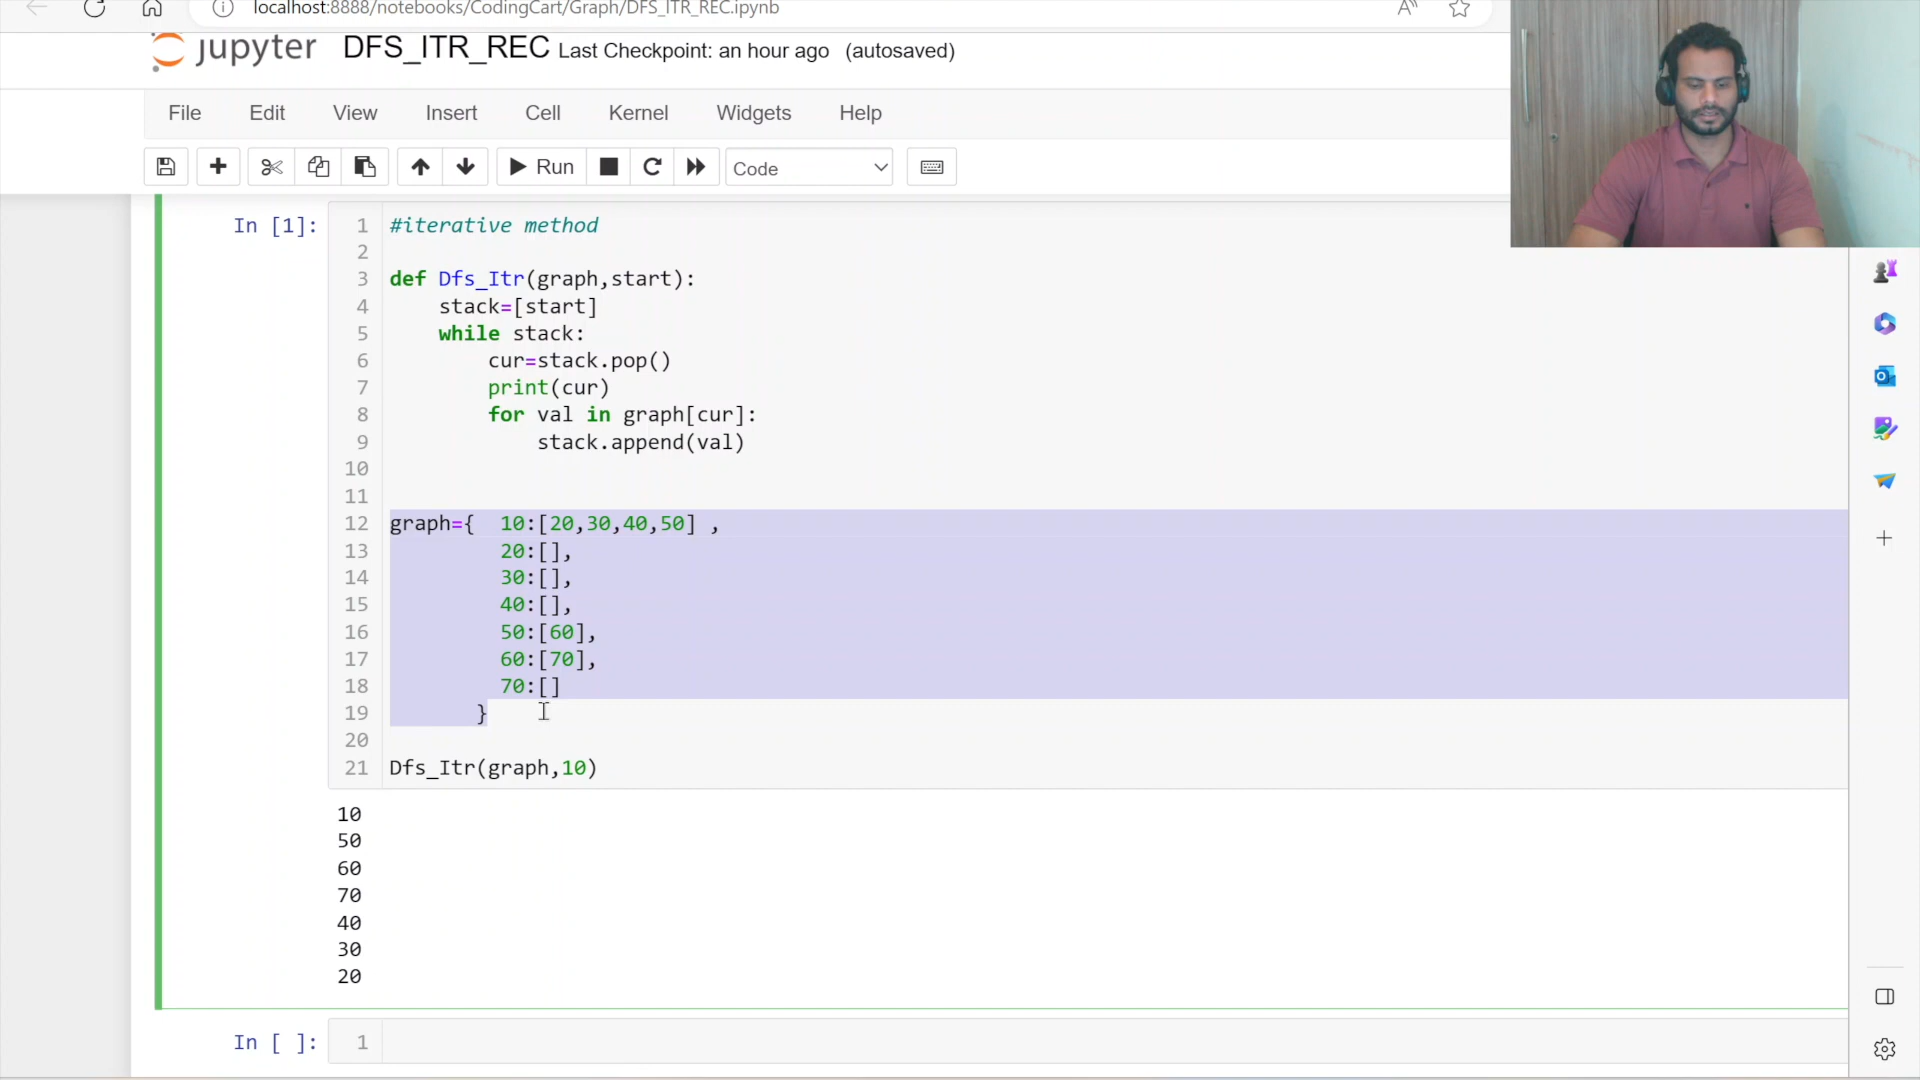 localhost:8888/notebooks/CodingCart/Graph/DFS_ITR_REC.ipynb
jupyter DFS_ITR_REC Last Checkpoint: an hour ago (autosaved)
File Edit View Insert Cell Kernel Widgets Help
Run Code
In [1]:
1 #iterative method
2
3 def Dfs_Itr(graph,start):
4 stack=[start]
5 while stack:
6 cur=stack.pop()
7 print(cur)
8 for val in graph[cur]:
9 stack.append(val)
10
11
12 graph={ 10:[20,30,40,50] ,
13 20:[],
14 30:[],
15 40:[],
16 50:[60],
17 60:[70],
18 70:[]
19 }
20
21 Dfs_Itr(graph,10)
10
50
60
70
40
30
20
In [ ]: 1